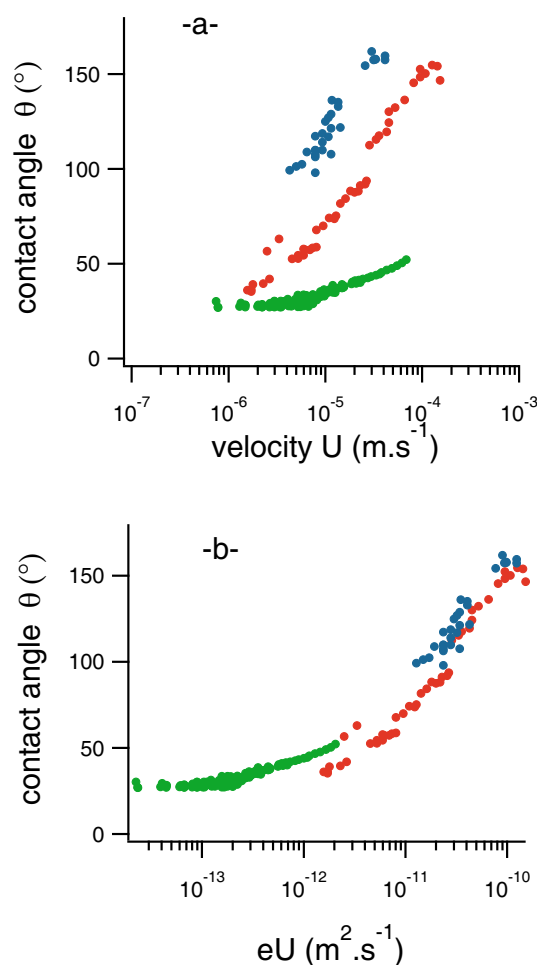 -a-
contact angle θ (°)
150
100
50
0
10⁻⁷ 10⁻⁶ 10⁻⁵ 10⁻⁴ 10⁻³
velocity U (m.s⁻¹)
-b-
contact angle θ (°)
150
100
50
0
10⁻¹³ 10⁻¹² 10⁻¹¹ 10⁻¹⁰
eU (m².s⁻¹)